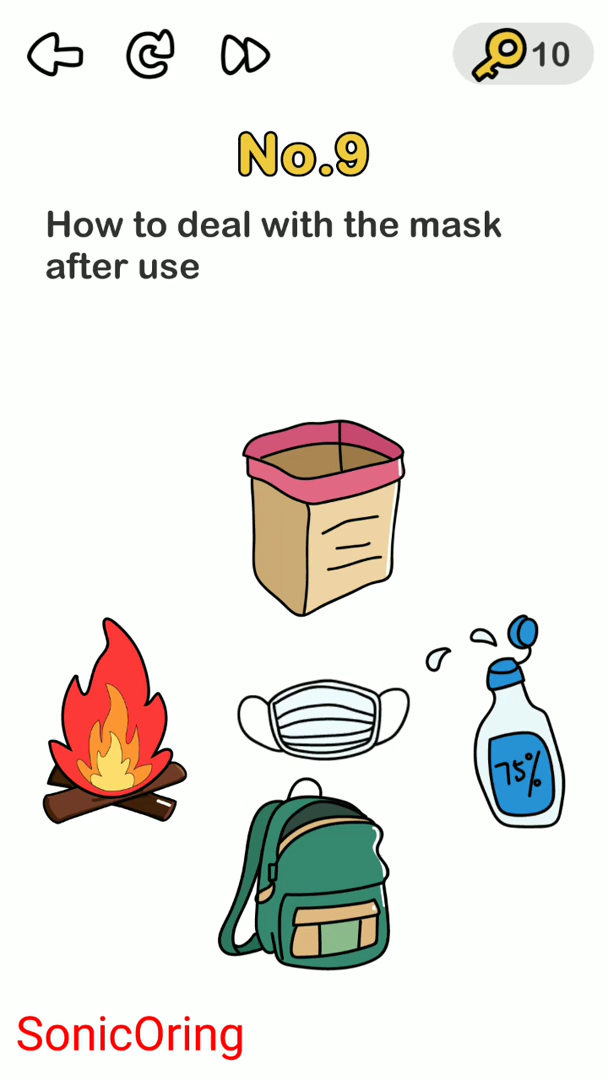 10
No.9
How to deal with the mask
after use
75%
SonicOring